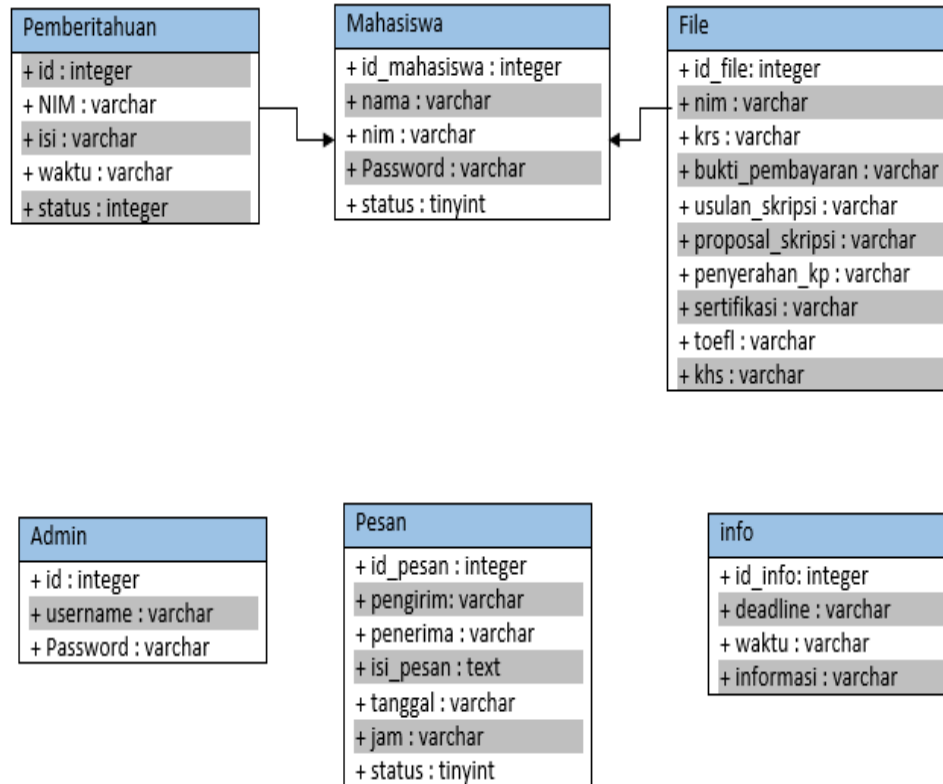 Pemberitahuan
+ id : integer
+ NIM : varchar
+ isi : varchar
+ waktu : varchar
+ status : integer
Mahasiswa
+ id_mahasiswa : integer
+ nama : varchar
+ nim : varchar
+ Password : varchar
+ status : tinyint
File
+ id_file: integer
+ nim : varchar
+ krs : varchar
+ bukti_pembayaran : varchar
+ usulan_skripsi : varchar
+ proposal_skripsi : varchar
+ penyerahan_kp : varchar
+ sertifikasi : varchar
+ toefl : varchar
+ khs : varchar
Admin
+ id : integer
+ username : varchar
+ Password : varchar
Pesan
+ id_pesan : integer
+ pengirim: varchar
+ penerima : varchar
+ isi_pesan : text
+ tanggal : varchar
+ jam : varchar
+ status : tinyint
info
+ id_info: integer
+ deadline : varchar
+ waktu : varchar
+ informasi : varchar